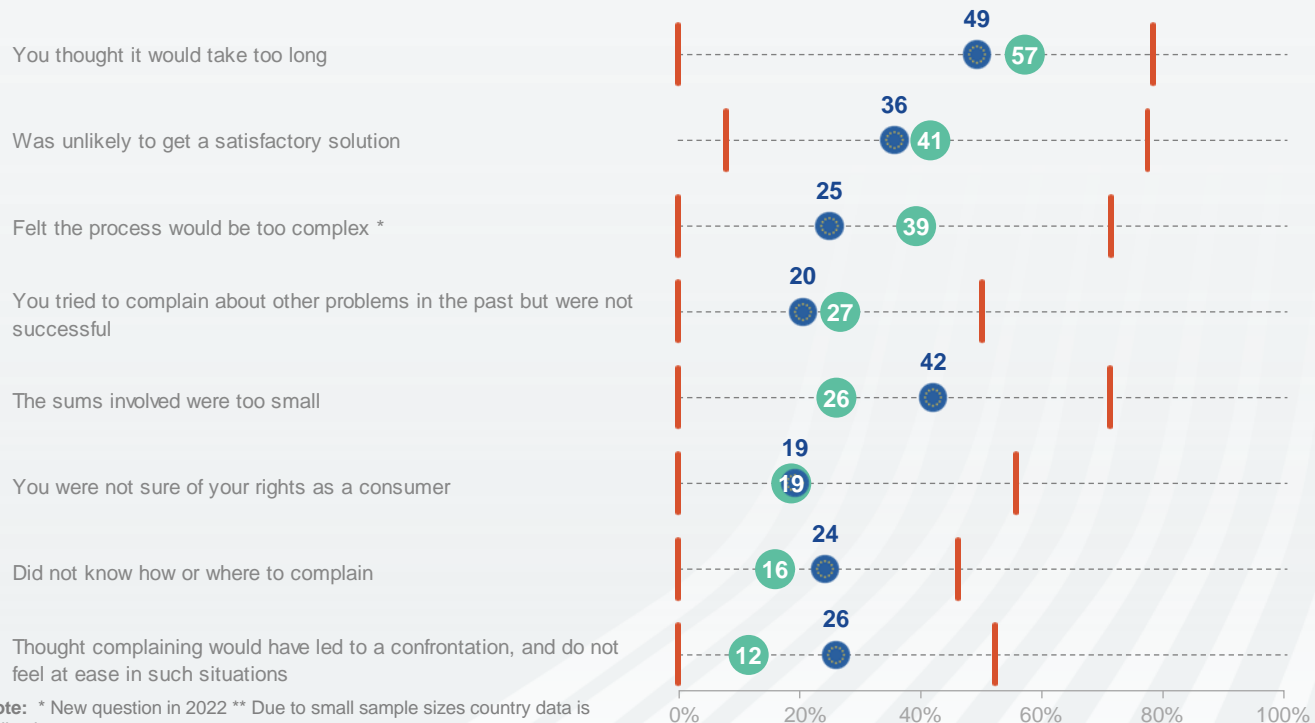 49
You thought it would take too long
57
36
Was unlikely to get a satisfactory solution
41
25
Felt the process would be too complex *
39
20
You tried to complain about other problems in the past but were not
successful
27
42
The sums involved were too small
26
19
You were not sure of your rights as a consumer
19
24
Did not know how or where to complain
16
26
Thought complaining would have led to a confrontation, and do not
feel at ease in such situations
12
ote: * New question in 2022 ** Due to small sample sizes country data is
0% 20% 40% 60% 80% 100%